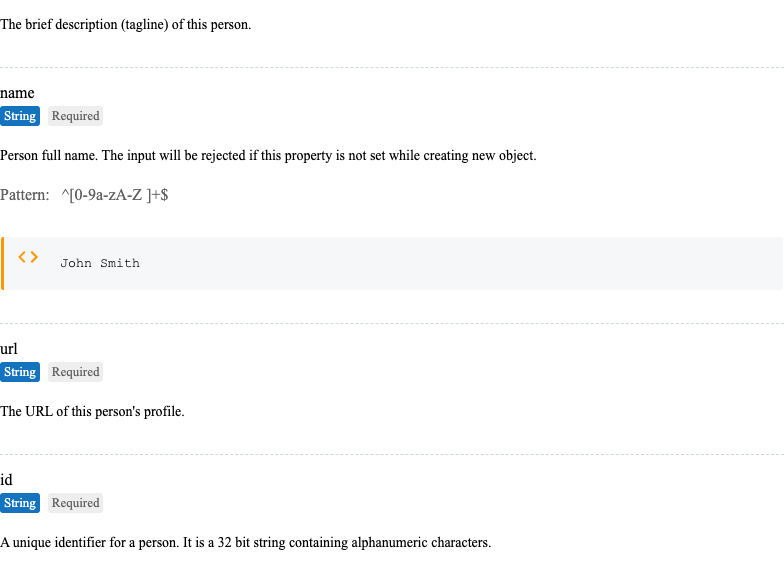 The brief description (tagline) of this person.
name
String Required
Person full name. The input will be rejected if this property is not set while creating new object.
Pattern: ^[0-9a-zA-Z ]+$
<> John Smith
url
String Required
The URL of this person's profile.
id
String Required
A unique identifier for a person. It is a 32 bit string containing alphanumeric characters.